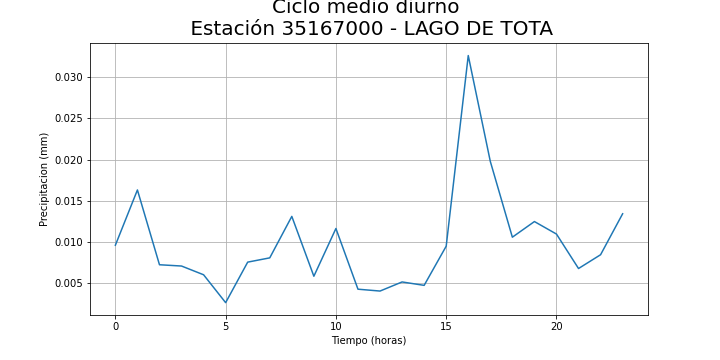 Ciclo medio diurno
Estación 35167000 - LAGO DE TOTA
0.030
0.025
0.020
0.015
0.010
0.005
Precipitacion (mm)
0 5 10 15 20
Tiempo (horas)